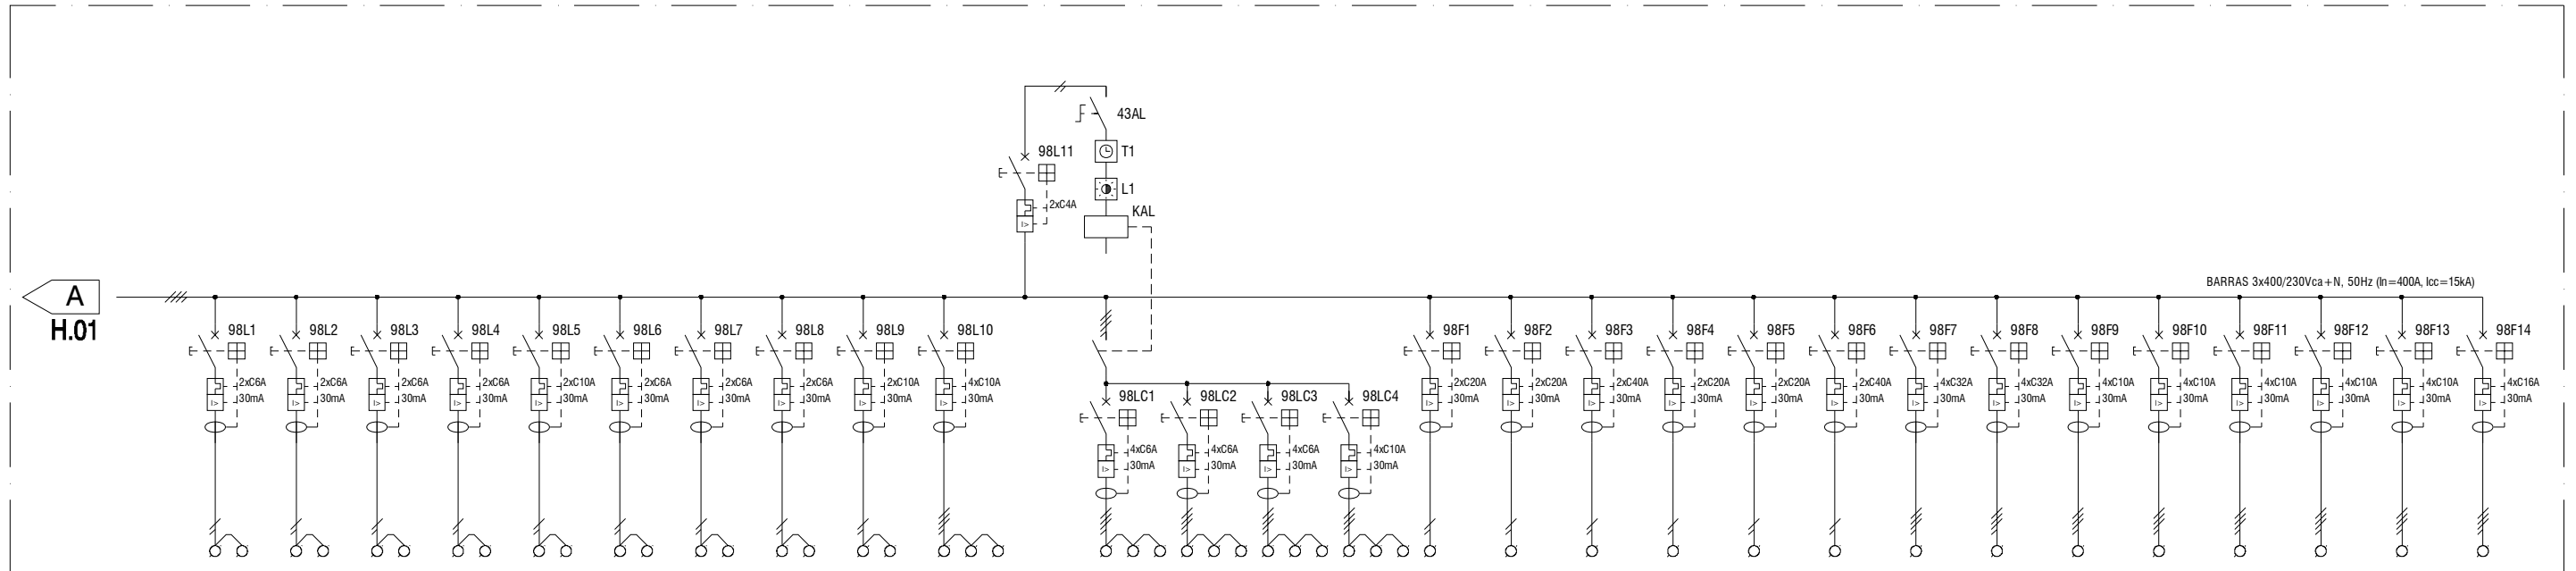 43AL
98L11
T1
L1
2xC4A
KAL
I>
BARRAS 3x400/230Vca+N, 50Hz (In=400A, Icc=15kA)
A
H.01
98L1 98L2 98L3 98L4 98L5 98L6 98L7 98L8 98L9 98L10 98F1 98F2 98F3 98F4 98F5 98F6 98F7 98F8 98F9 98F10 98F11 98F12 98F13 98F14
2xC6A 2xC6A 2xC6A 2xC6A 2xC10A 2xC6A 2xC6A 2xC6A 2xC10A 4xC10A 2xC20A 2xC20A 2xC40A 2xC20A 2xC20A 2xC40A 4xC32A 4xC32A 4xC10A 4xC10A 4xC10A 4xC10A 4xC10A 4xC16A
I> 30mA I> 30mA I> 30mA I> 30mA I> 30mA I> 30mA I> 30mA I> 30mA I> 30mA I> 30mA I> 30mA I> 30mA I> 30mA I> 30mA I> 30mA I> 30mA I> 30mA I> 30mA I> 30mA I> 30mA I> 30mA I> 30mA I> 30mA I> 30mA
98LC1 98LC2 98LC3 98LC4
4xC6A 4xC6A 4xC6A 4xC10A
I> 30mA I> 30mA I> 30mA I> 30mA